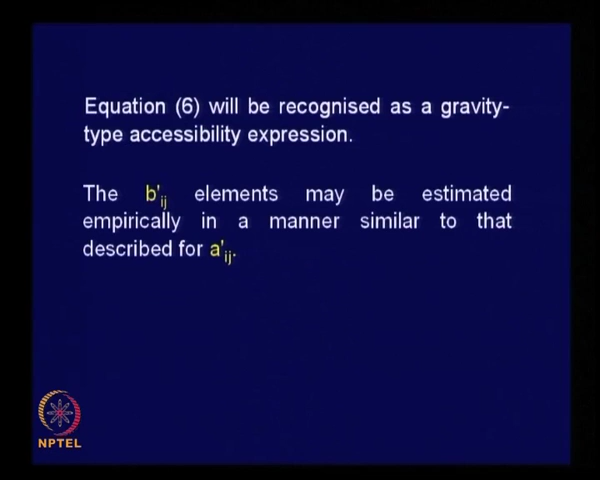 Equation (6) will be recognised as a gravity-
type accessibility expression.
The b'ij elements may be estimated
empirically in a manner similar to that
described for a'ij.
NPTEL